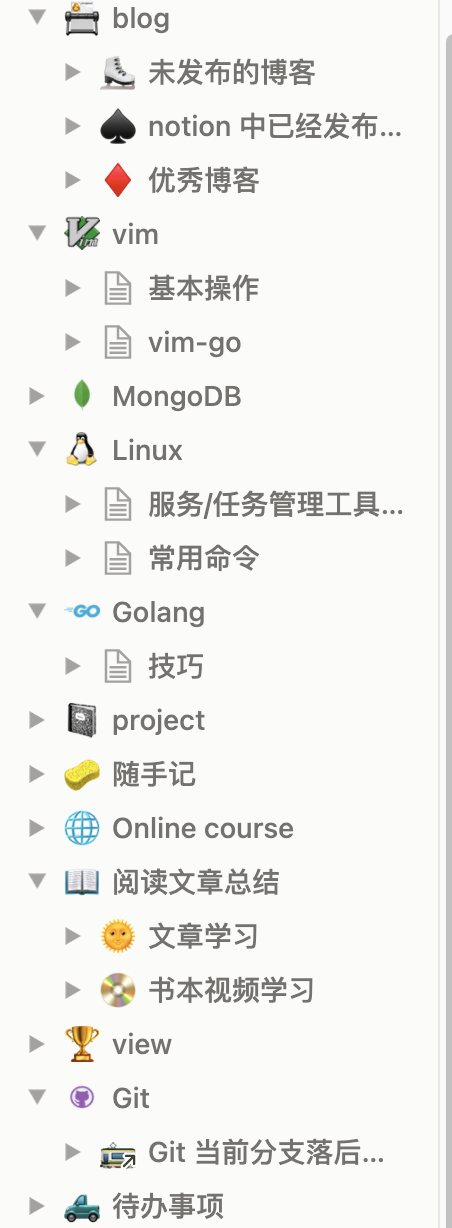 blog
未发布的博客
notion 中已经发布...
优秀博客
vim
基本操作
vim-go
MongoDB
Linux
服务/任务管理工具...
常用命令
GO Golang
技巧
project
随手记
Online course
阅读文章总结
文章学习
书本视频学习
view
Git
Git 当前分支落后...
待办事项